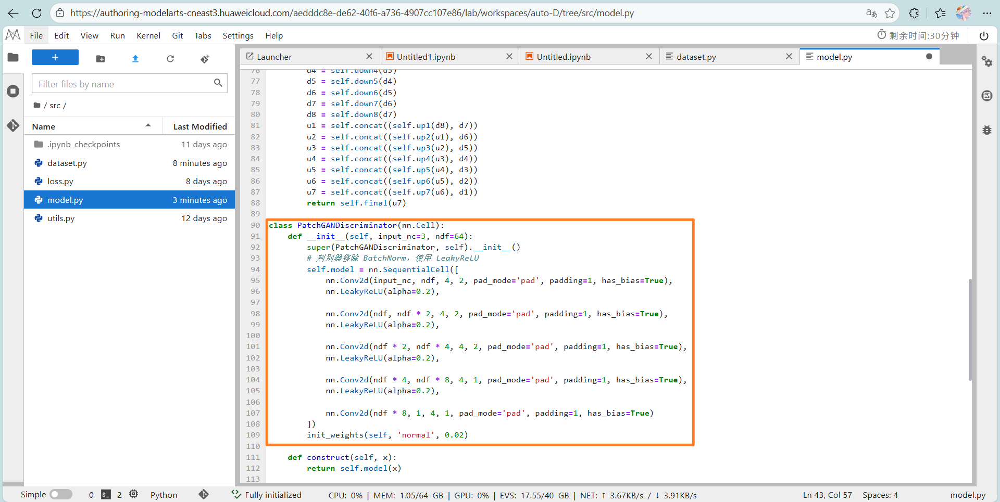 https://authoring-modelarts-cneast3.huaweicloud.com/aedddc8e-de62-40f6-a736-4907cc107e86/lab/workspaces/auto-D/tree/src/model.py
File Edit View Run Kernel Git Tabs Settings Help
剩余时间:30分钟
Launcher
Untitled1.ipynb
Untitled.ipynb
dataset.py
model.py
Filter files by name
/ src /
Name Last Modified
.ipynb_checkpoints 11 days ago
dataset.py 8 minutes ago
loss.py 8 days ago
model.py 3 minutes ago
utils.py 12 days ago
76 d4 = self.down4(d3)
77 d5 = self.down5(d4)
78 d6 = self.down6(d5)
79 d7 = self.down7(d6)
80 d8 = self.down8(d7)
81 u1 = self.concat((self.up1(d8), d7))
82 u2 = self.concat((self.up2(u1), d6))
83 u3 = self.concat((self.up3(u2), d5))
84 u4 = self.concat((self.up4(u3), d4))
85 u5 = self.concat((self.up5(u4), d3))
86 u6 = self.concat((self.up6(u5), d2))
87 u7 = self.concat((self.up7(u6), d1))
88 return self.final(u7)
89
90 class PatchGANDiscriminator(nn.Cell):
91 def __init__(self, input_nc=3, ndf=64):
92 super(PatchGANDiscriminator, self).__init__()
93 # 判别器移除 BatchNorm，使用 LeakyReLU
94 self.model = nn.SequentialCell([
95 nn.Conv2d(input_nc, ndf, 4, 2, pad_mode='pad', padding=1, has_bias=True),
96 nn.LeakyReLU(alpha=0.2),
97
98 nn.Conv2d(ndf, ndf * 2, 4, 2, pad_mode='pad', padding=1, has_bias=True),
99 nn.LeakyReLU(alpha=0.2),
100
101 nn.Conv2d(ndf * 2, ndf * 4, 4, 2, pad_mode='pad', padding=1, has_bias=True),
102 nn.LeakyReLU(alpha=0.2),
103
104 nn.Conv2d(ndf * 4, ndf * 8, 4, 1, pad_mode='pad', padding=1, has_bias=True),
105 nn.LeakyReLU(alpha=0.2),
106
107 nn.Conv2d(ndf * 8, 1, 4, 1, pad_mode='pad', padding=1, has_bias=True)
108 ])
109 init_weights(self, 'normal', 0.02)
110
111 def construct(self, x):
112 return self.model(x)
113
Simple 0 2 Python Fully initialized CPU: 0% | MEM: 1.05/64 GB | GPU: 0% | EVS: 17.55/40 GB | NET: ↑ 3.67KB/s / ↓ 3.91KB/s Ln 43, Col 57 Spaces: 4 model.py